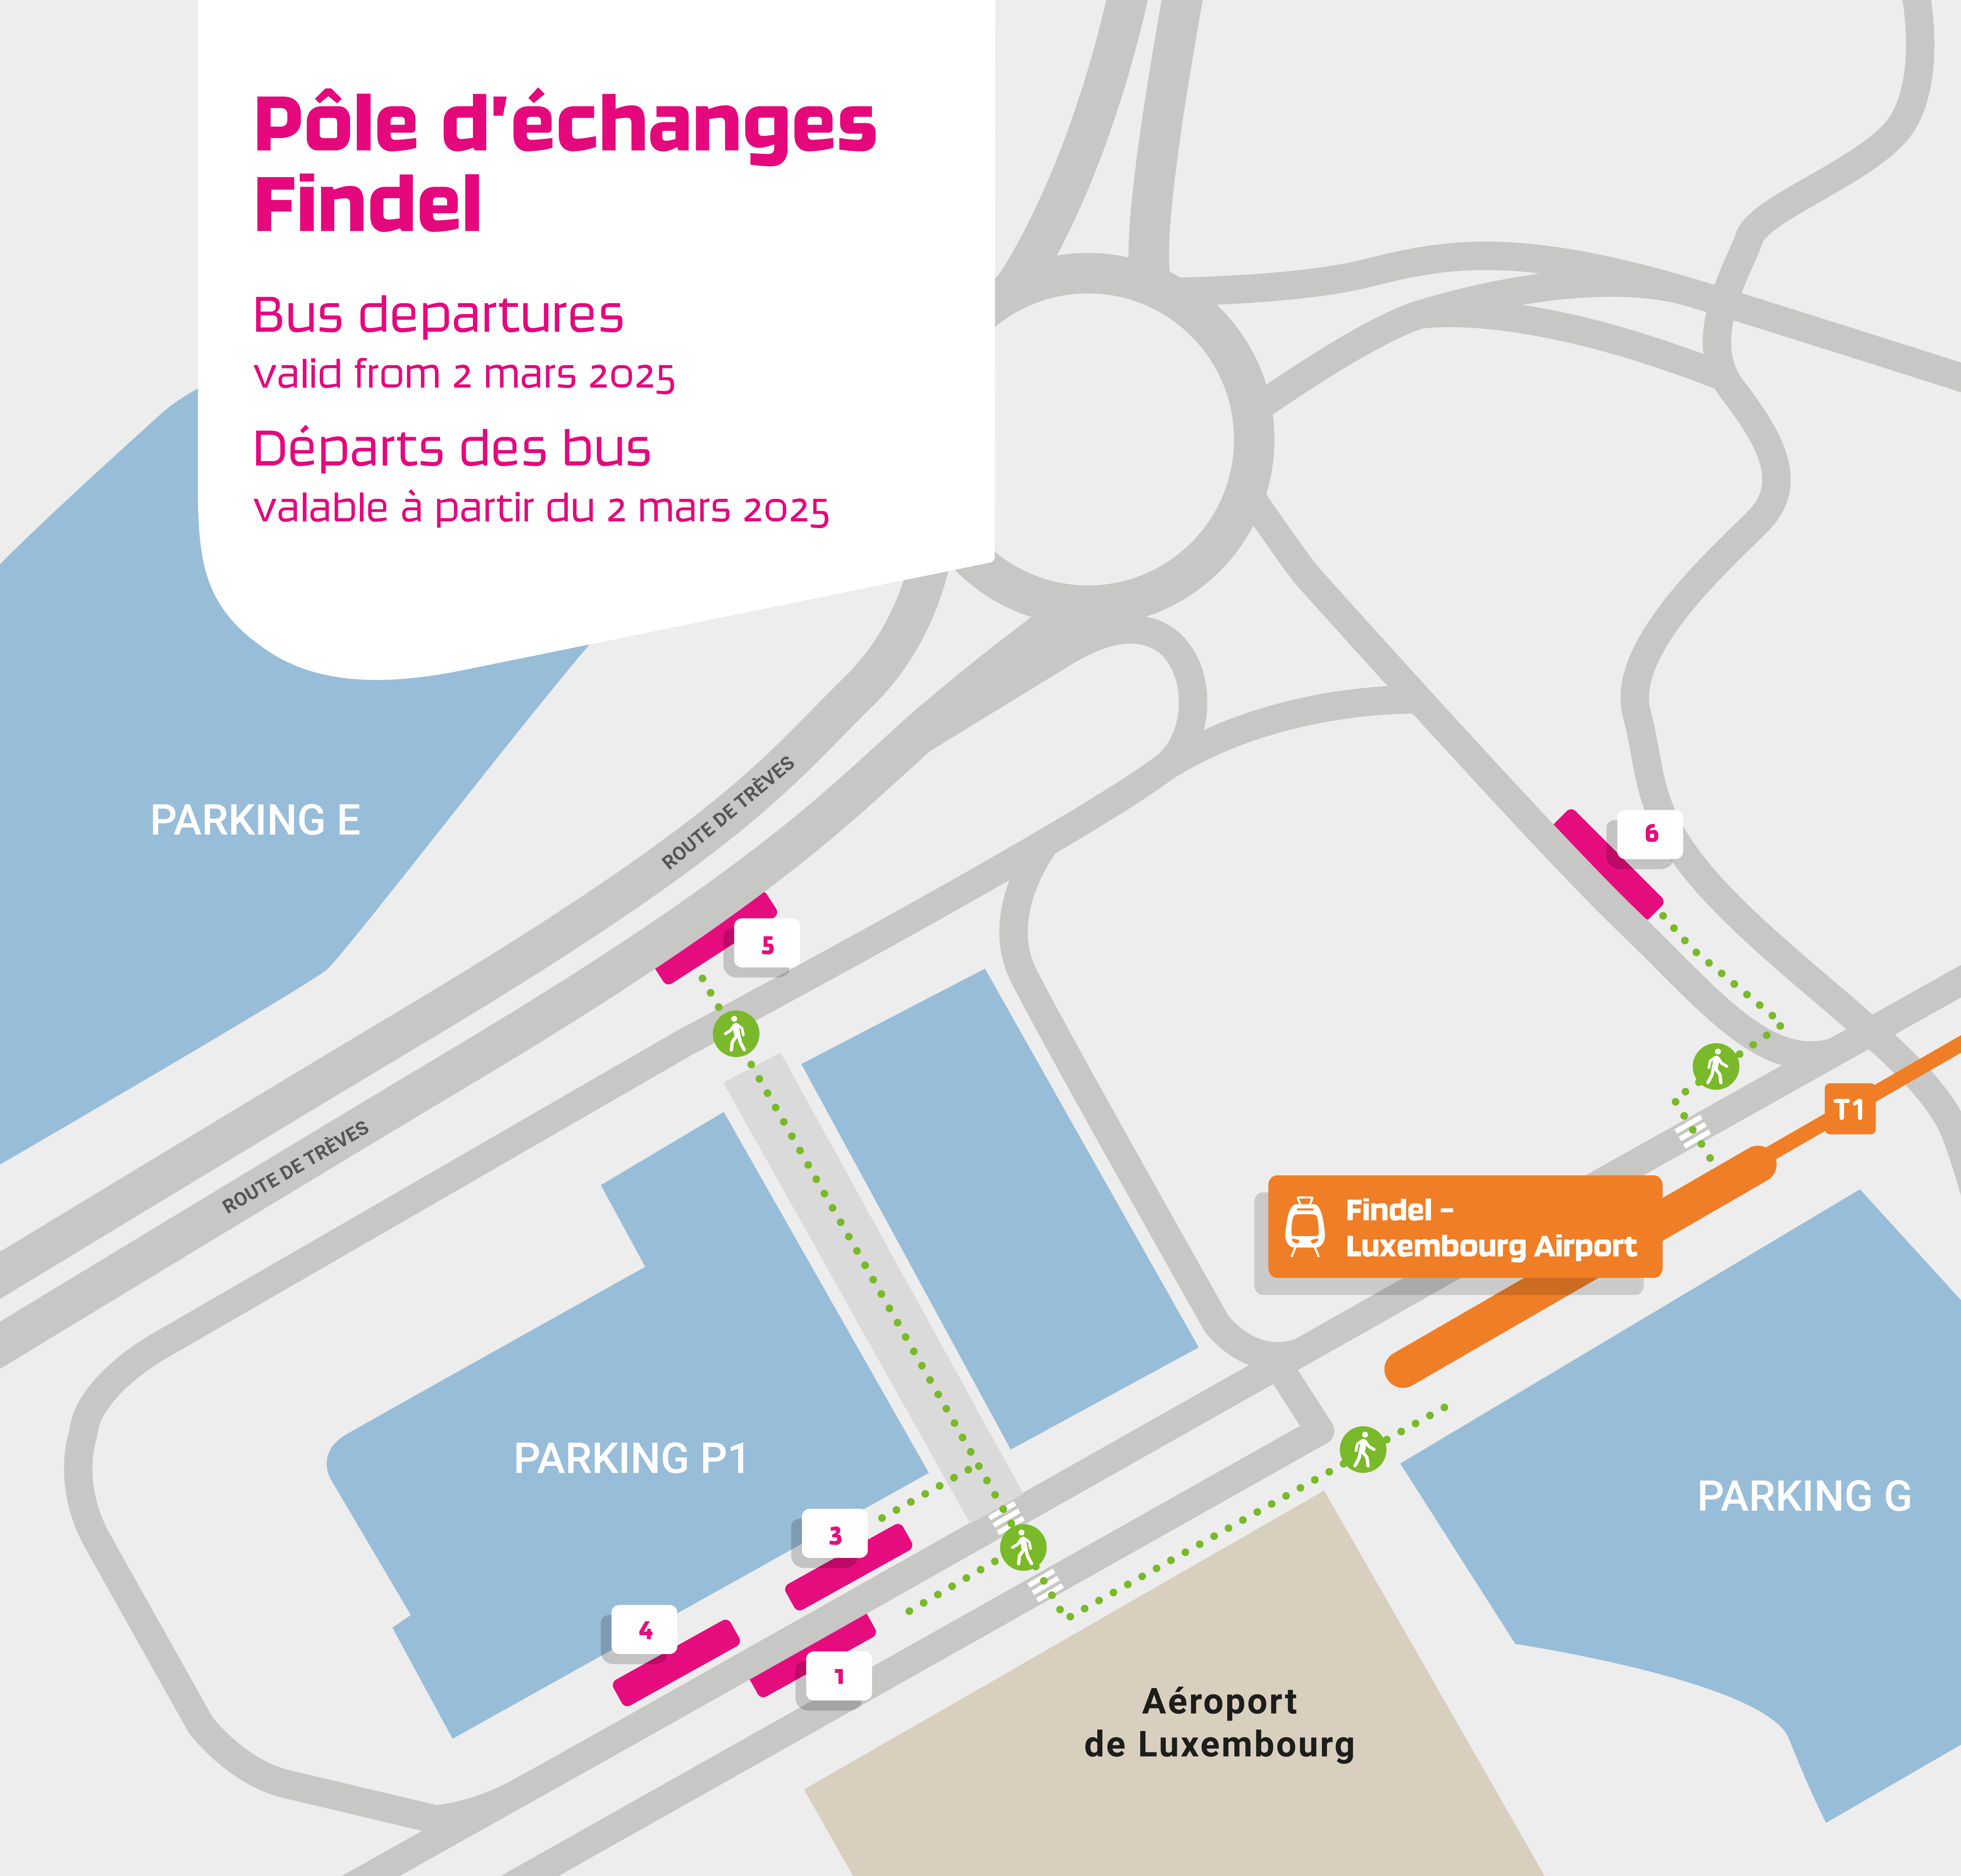 Pôle d'échanges
Findel
Bus departures
valid from 2 mars 2025
Départs des bus
valable à partir du 2 mars 2025
PARKING E
ROUTE DE TRÈVES
6
5
T1
ROUTE DE TRÈVES
Findel –
Luxembourg Airport
PARKING P1
PARKING G
3
4
1
Aéroport
de Luxembourg